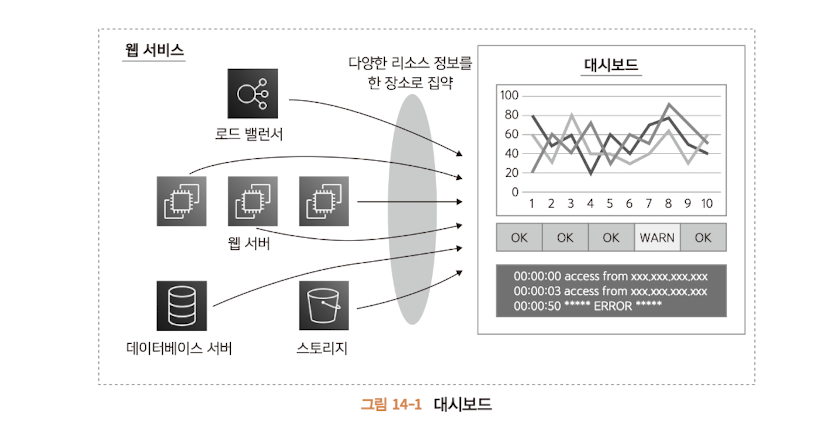 웹 서비스
다양한 리소스 정보를
한 장소로 집약
대시보드
로드 밸런서
웹 서버
데이터베이스 서버
스토리지
100
80
60
40
20
0
1 2 3 4 5 6 7 8 9 10
OK OK OK WARN OK
00:00:00 access from xxx,xxx,xxx,xxx
00:00:03 access from xxx,xxx,xxx,xxx
00:00:50 ***** ERROR *****
그림 14-1 대시보드